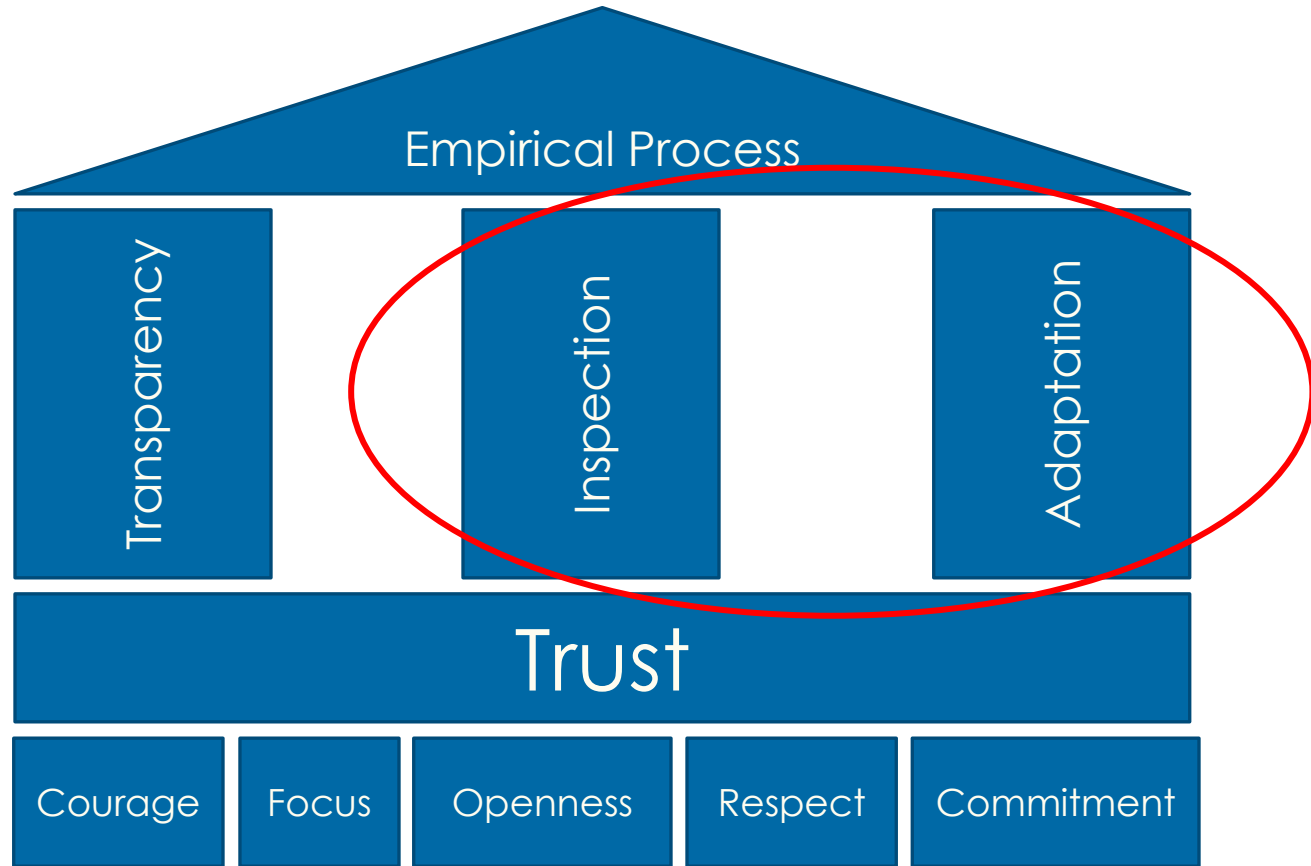 Empirical Process
Transparency
Inspection
Adaptation
Trust
Courage
Focus
Openness
Respect
Commitment